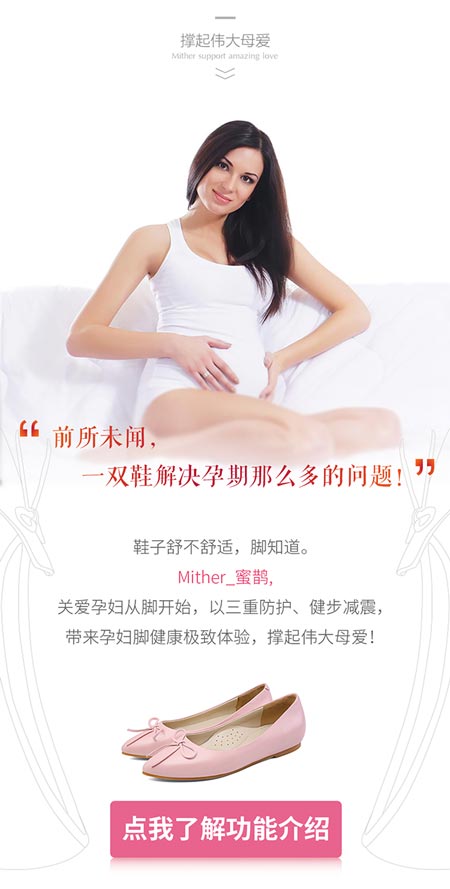 撑起伟大母爱
Mither support amazing love
“ 前所未闻，
一双鞋解决孕期那么多的问题！”
鞋子舒不舒适，脚知道。
Mither_蜜鹊,
关爱孕妇从脚开始，以三重防护、健步减震，
带来孕妇脚健康极致体验，撑起伟大母爱！
点我了解功能介绍